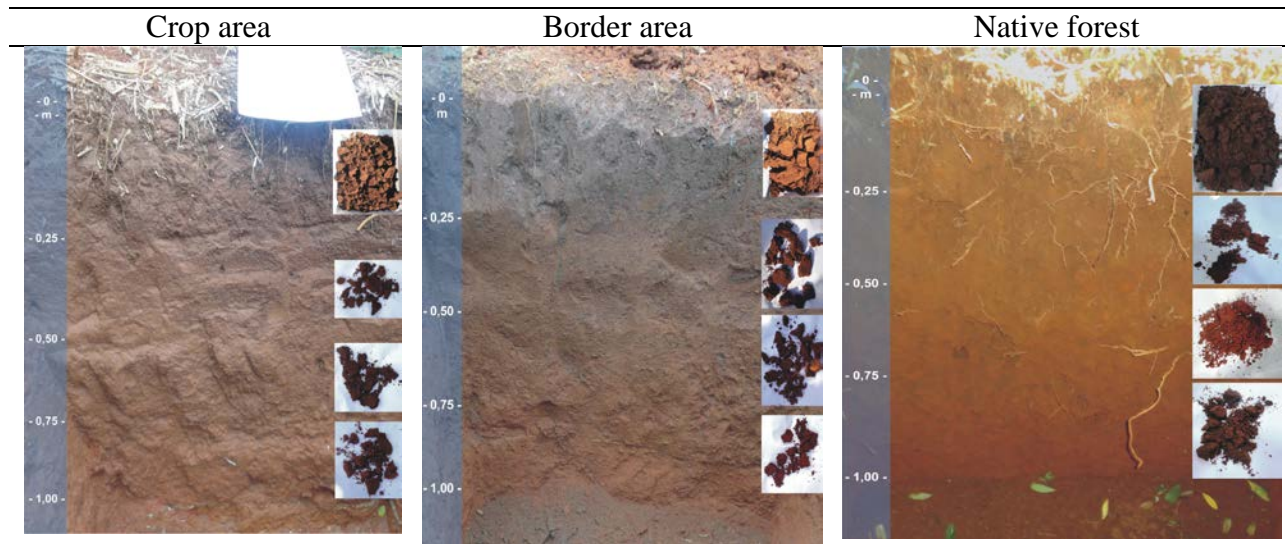 Crop area
- 0 -
- m
- 0,25 -
- 0,50 -
- 0,75 -
- 1,00 -
Border area
- 0 -
m
- 0,25 -
- 0,50 -
- 0,75 -
- 1,00 -
Native forest
- 0 -
- m -
- 0,25 -
- 0,50 -
- 0,75 -
- 1,00 -